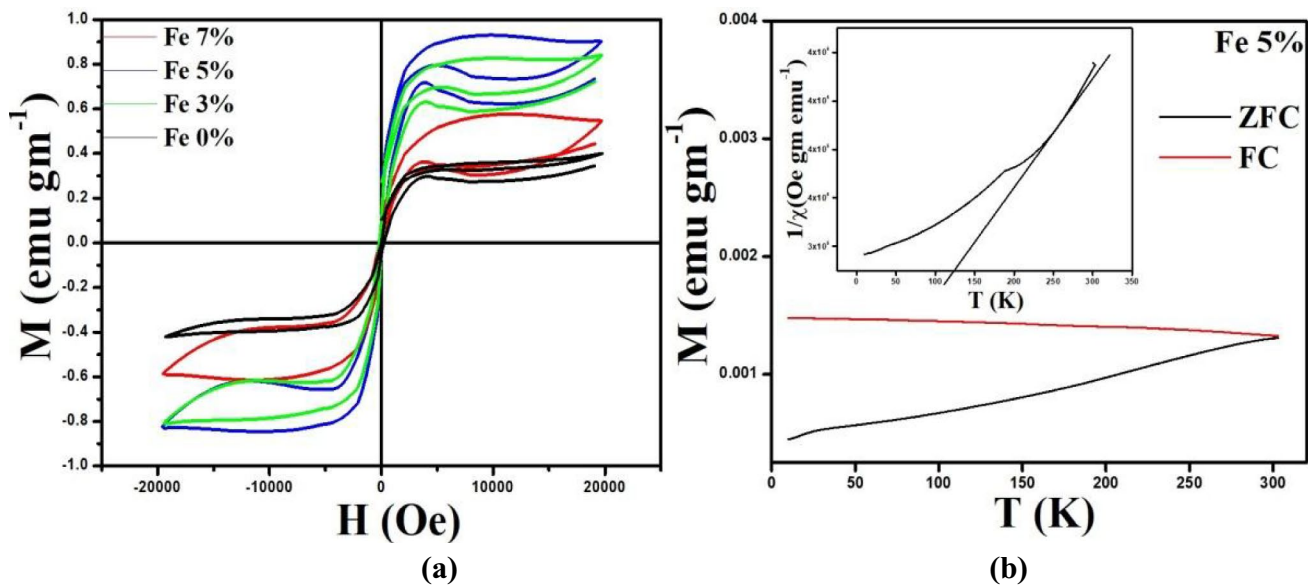 1.0
0.8
0.6
0.4
0.2
0.0
-0.2
-0.4
-0.6
-0.8
-1.0
M (emu gm⁻¹)
Fe 7%
Fe 5%
Fe 3%
Fe 0%
-20000 -10000 0 10000 20000
H (Oe)
(a)
0.004
0.003
0.002
0.001
M (emu gm⁻¹)
Fe 5%
ZFC
FC
1/χ(Oe gm emu⁻¹)
0 50 100 150 200 250 300 350
T (K)
0 50 100 150 200 250 300
T (K)
(b)